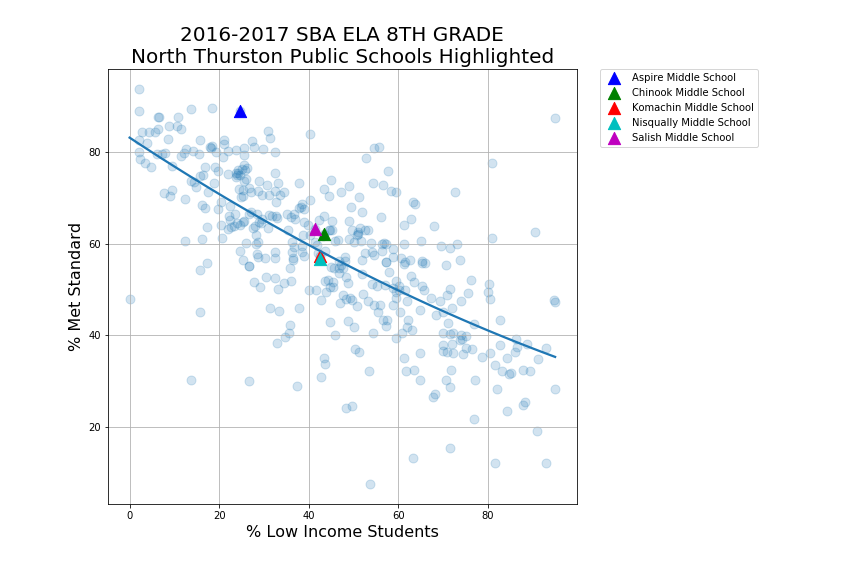 2016-2017 SBA ELA 8TH GRADE
North Thurston Public Schools Highlighted
Aspire Middle School
Chinook Middle School
Komachin Middle School
Nisqually Middle School
Salish Middle School
% Met Standard
80
60
40
20
0 20 40 60 80
% Low Income Students